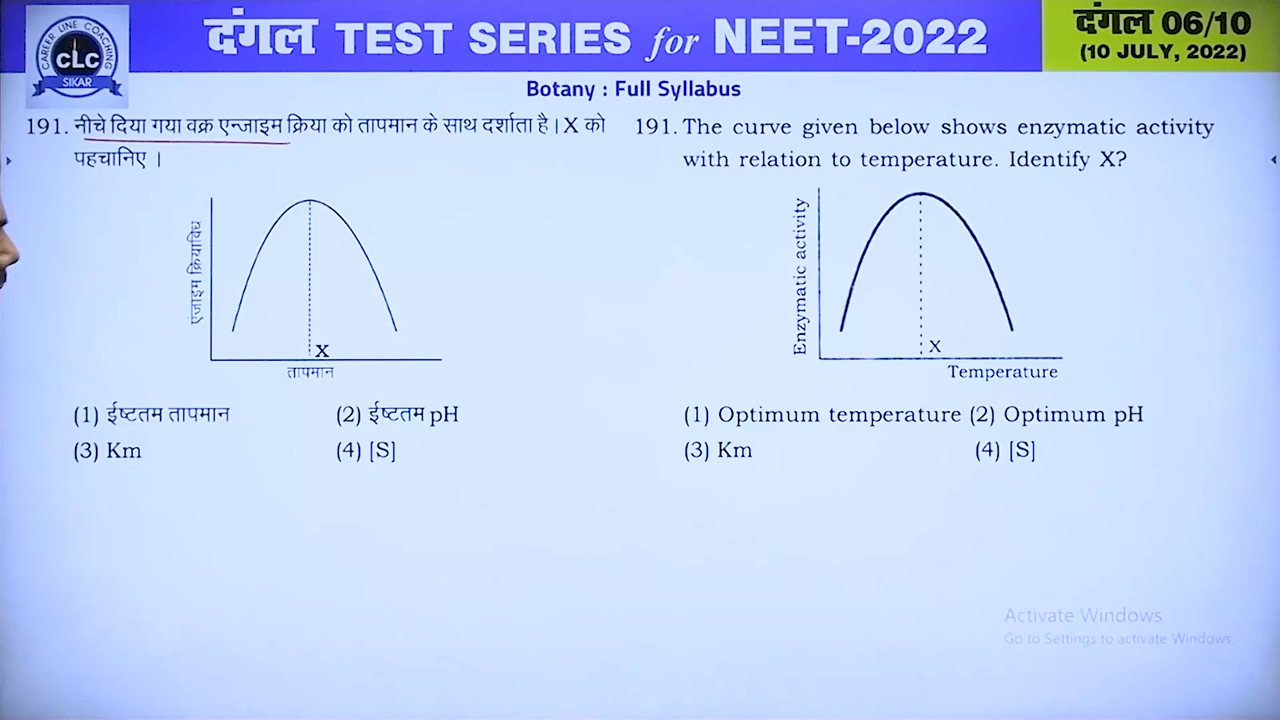 CAREER LINE COACHING
CLC
SIKAR
दंगल TEST SERIES for NEET-2022
दंगल 06/10
(10 JULY, 2022)
Botany : Full Syllabus
191. नीचे दिया गया वक्र एन्जाइम क्रिया को तापमान के साथ दर्शाता है। X को
पहचानिए ।
एंजाइम क्रियाविधि
X
तापमान
(1) ईष्टतम तापमान (2) ईष्टतम pH
(3) Km (4) [S]
191. The curve given below shows enzymatic activity
with relation to temperature. Identify X?
Enzymatic activity
X
Temperature
(1) Optimum temperature (2) Optimum pH
(3) Km (4) [S]
Activate Windows
Go to Settings to activate Windows.